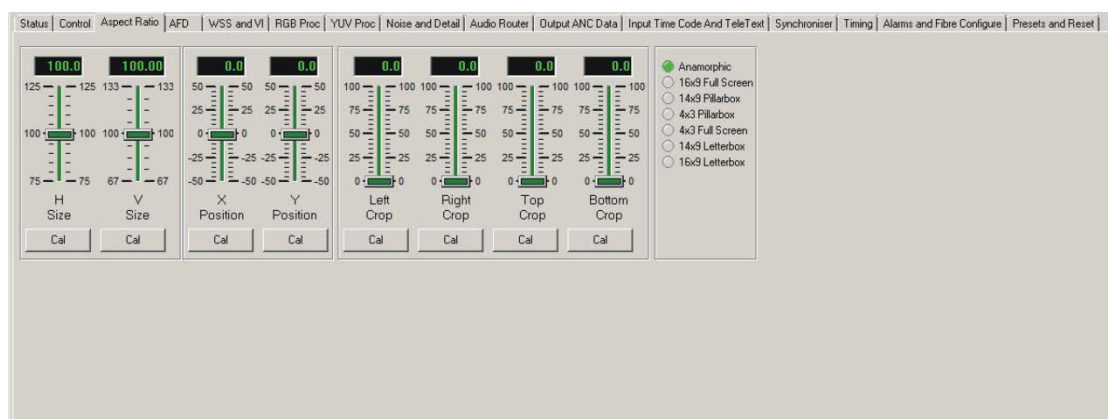 Status Control Aspect Ratio AFD WSS and VI RGB Proc YUV Proc Noise and Detail Audio Router Output ANC Data Input Time Code And TeleText Synchroniser Timing Alarms and Fibre Configure Presets and Reset
100.0 100.00 0.0 0.0 0.0 0.0 0.0 0.0
125 125 133 133 50 50 50 50 100 100 100 100 100 100 100 100
25 25 25 25 75 75 75 75 75 75 75 75
100 100 100 100 0 0 0 0 50 50 50 50 50 50 50 50
-25 -25 -25 -25 25 25 25 25 25 25 25 25
75 75 67 67 -50 -50 -50 -50 0 0 0 0 0 0 0 0
H Size
V Size
X Position
Y Position
Left Crop
Right Crop
Top Crop
Bottom Crop
Cal Cal Cal Cal Cal Cal Cal Cal
Anamorphic
16x9 Full Screen
14x9 Pillarbox
4x3 Pillarbox
4x3 Full Screen
14x9 Letterbox
16x9 Letterbox